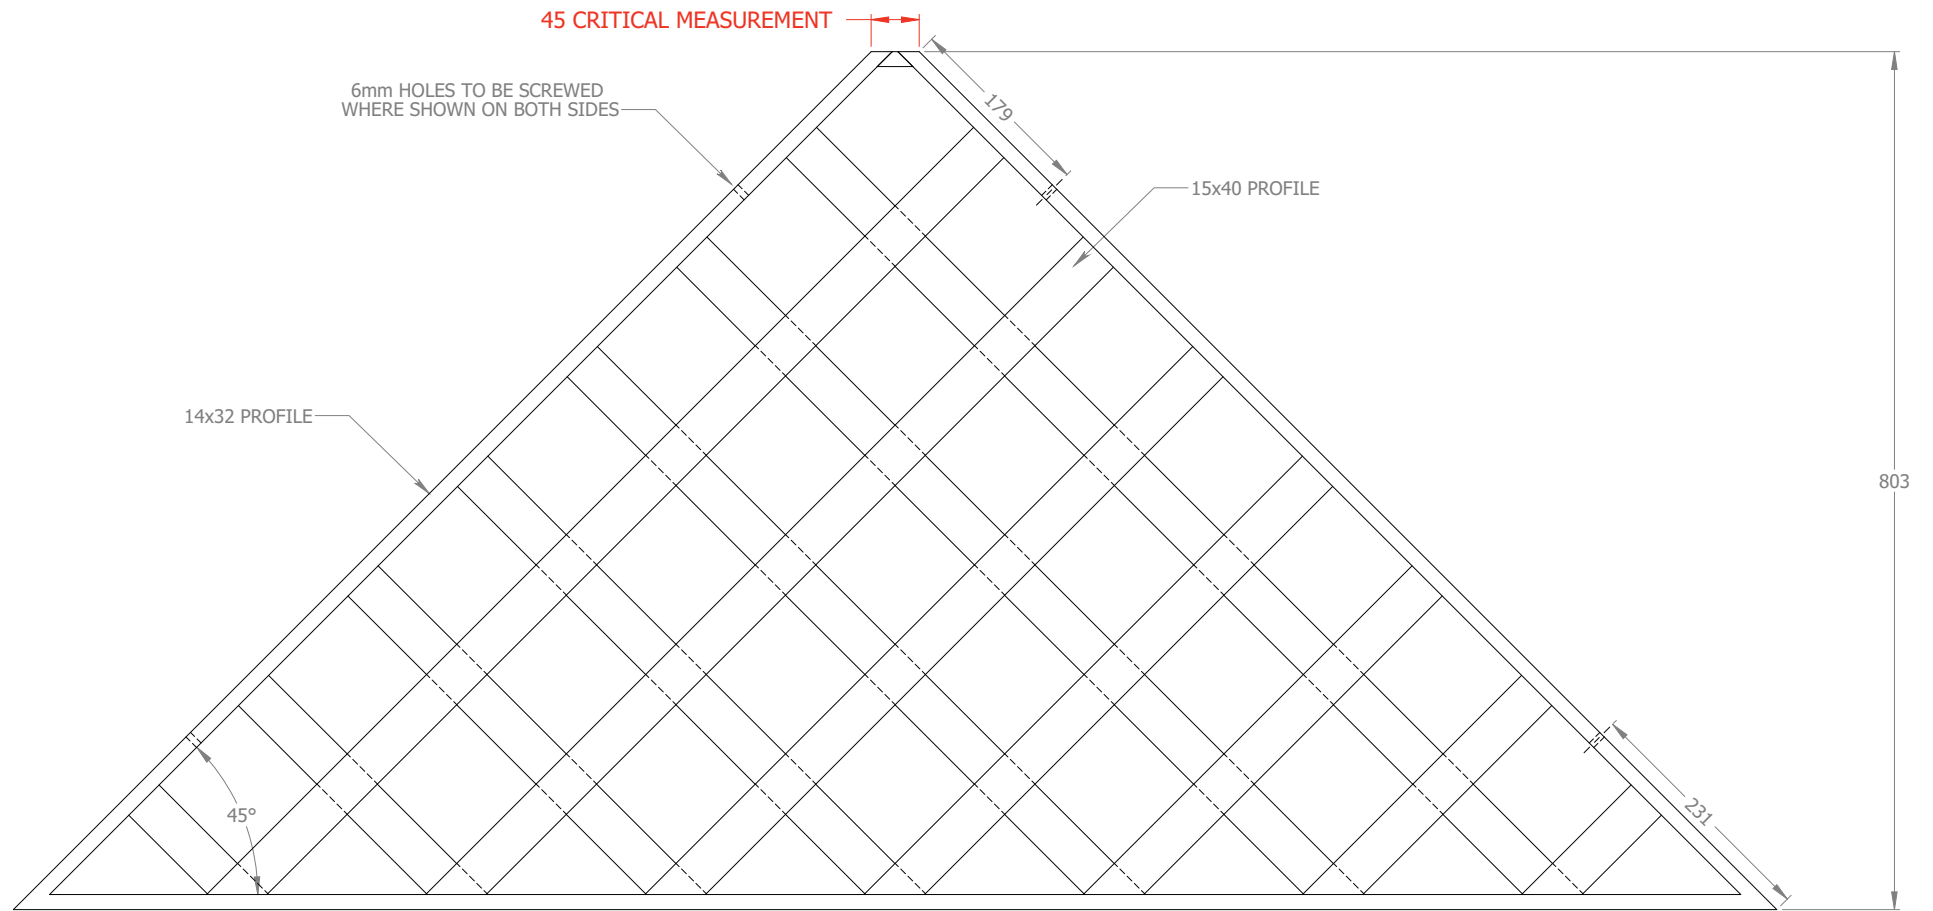 45 CRITICAL MEASUREMENT
6mm HOLES TO BE SCREWED
WHERE SHOWN ON BOTH SIDES
179
15x40 PROFILE
14x32 PROFILE
803
45°
231